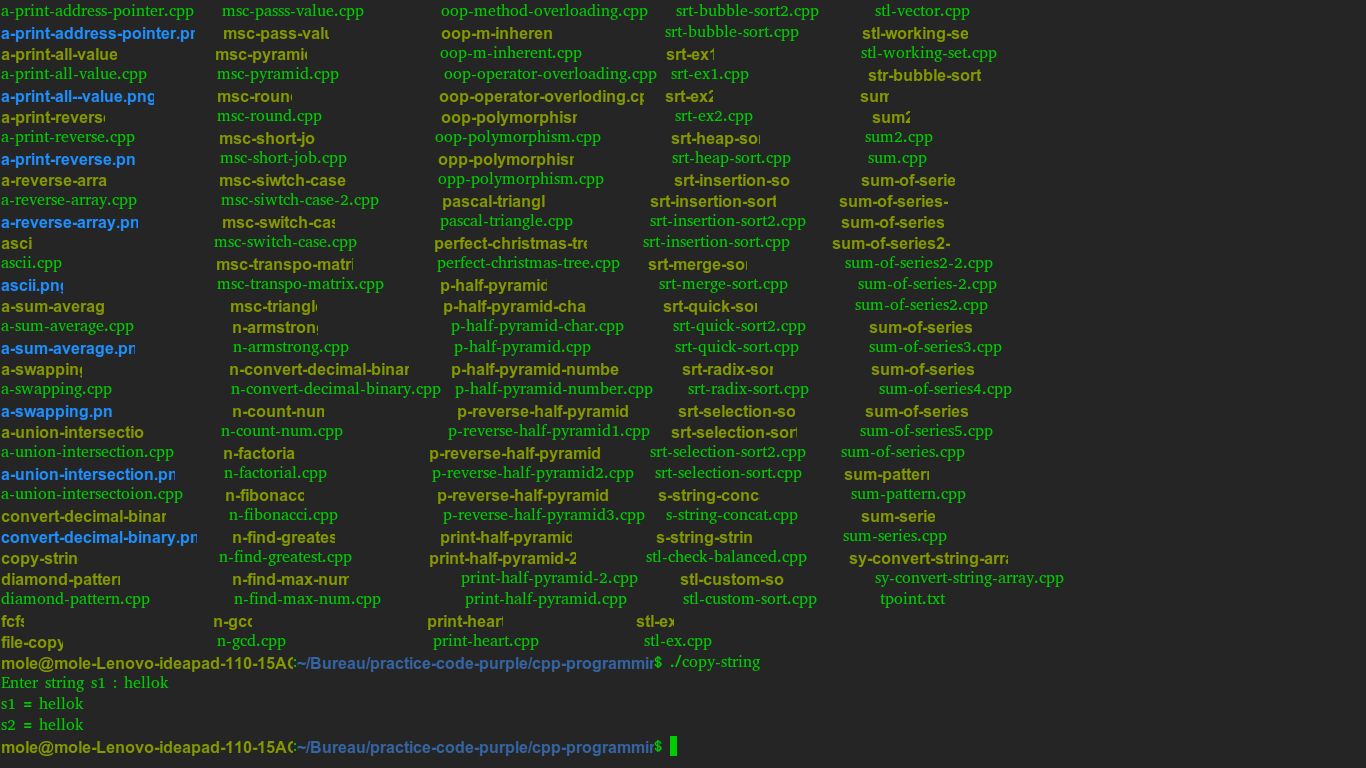 a-print-address-pointer.cpp msc-passs-value.cpp oop-method-overloading.cpp srt-bubble-sort2.cpp stl-vector.cpp
a-print-address-pointer.pn msc-pass-valu oop-m-inheren srt-bubble-sort.cpp stl-working-se
a-print-all-value msc-pyramid oop-m-inherent.cpp srt-ex1 stl-working-set.cpp
a-print-all-value.cpp msc-pyramid.cpp oop-operator-overloading.cpp srt-ex1.cpp str-bubble-sort
a-print-all--value.png msc-round oop-operator-overloding.cp srt-ex2 sum
a-print-reverse msc-round.cpp oop-polymorphism srt-ex2.cpp sum2
a-print-reverse.cpp msc-short-jo oop-polymorphism.cpp srt-heap-sor sum2.cpp
a-print-reverse.pn msc-short-job.cpp opp-polymorphism srt-heap-sort.cpp sum.cpp
a-reverse-arra msc-siwtch-case opp-polymorphism.cpp srt-insertion-so sum-of-serie
a-reverse-array.cpp msc-siwtch-case-2.cpp pascal-triangl srt-insertion-sort sum-of-series-
a-reverse-array.pn msc-switch-cas pascal-triangle.cpp srt-insertion-sort2.cpp sum-of-series
asci msc-switch-case.cpp perfect-christmas-tre srt-insertion-sort.cpp sum-of-series2-
ascii.cpp msc-transpo-matri perfect-christmas-tree.cpp srt-merge-sor sum-of-series2-2.cpp
ascii.png msc-transpo-matrix.cpp p-half-pyramid srt-merge-sort.cpp sum-of-series-2.cpp
a-sum-averag msc-triangle p-half-pyramid-cha srt-quick-sor sum-of-series2.cpp
a-sum-average.cpp n-armstrong p-half-pyramid-char.cpp srt-quick-sort2.cpp sum-of-series
a-sum-average.pn n-armstrong.cpp p-half-pyramid.cpp srt-quick-sort.cpp sum-of-series3.cpp
a-swapping n-convert-decimal-binar p-half-pyramid-numbe srt-radix-sor sum-of-series
a-swapping.cpp n-convert-decimal-binary.cpp p-half-pyramid-number.cpp srt-radix-sort.cpp sum-of-series4.cpp
a-swapping.pn n-count-num p-reverse-half-pyramid srt-selection-so sum-of-series
a-union-intersectio n-count-num.cpp p-reverse-half-pyramid1.cpp srt-selection-sort sum-of-series5.cpp
a-union-intersection.cpp n-factoria p-reverse-half-pyramid srt-selection-sort2.cpp sum-of-series.cpp
a-union-intersection.pn n-factorial.cpp p-reverse-half-pyramid2.cpp srt-selection-sort.cpp sum-pattern
a-union-intersectoion.cpp n-fibonacc p-reverse-half-pyramid s-string-conc sum-pattern.cpp
convert-decimal-binar n-fibonacci.cpp p-reverse-half-pyramid3.cpp s-string-concat.cpp sum-serie
convert-decimal-binary.pn n-find-greates print-half-pyramid s-string-strin sum-series.cpp
copy-strin n-find-greatest.cpp print-half-pyramid-2 stl-check-balanced.cpp sy-convert-string-arra
diamond-pattern n-find-max-num print-half-pyramid-2.cpp stl-custom-so sy-convert-string-array.cpp
diamond-pattern.cpp n-find-max-num.cpp print-half-pyramid.cpp stl-custom-sort.cpp tpoint.txt
fcfs n-gcd print-heart stl-ex
file-copy n-gcd.cpp print-heart.cpp stl-ex.cpp
mole@mole-Lenovo-ideapad-110-15AC:~/Bureau/practice-code-purple/cpp-programmin$ ./copy-string
Enter string s1 : hellok
s1 = hellok
s2 = hellok
mole@mole-Lenovo-ideapad-110-15AC:~/Bureau/practice-code-purple/cpp-programmin$